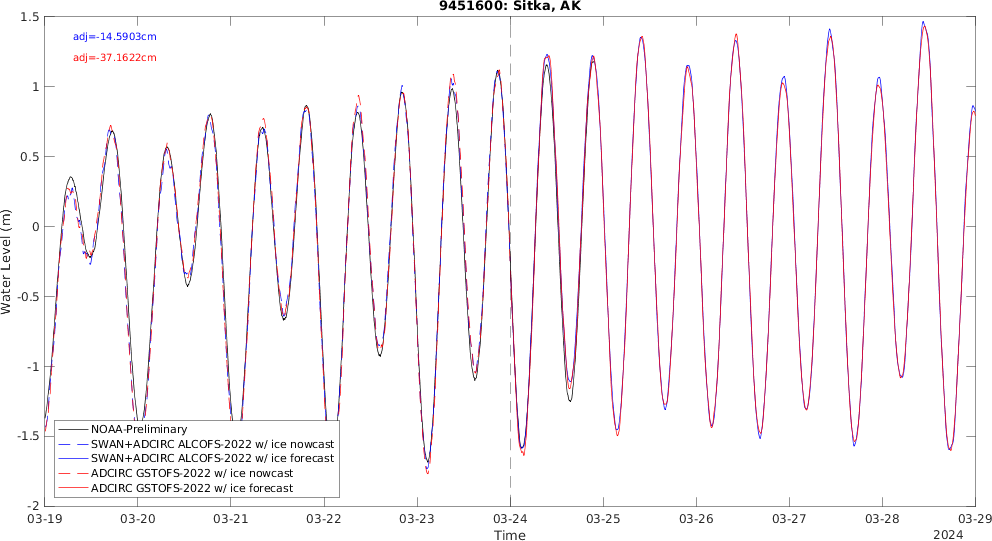 9451600: Sitka, AK
adj=-14.5903cm
adj=-37.1622cm
Water Level (m)
1.5
1
0.5
0
-0.5
-1
-1.5
-2
NOAA-Preliminary
SWAN+ADCIRC ALCOFS-2022 w/ ice nowcast
SWAN+ADCIRC ALCOFS-2022 w/ ice forecast
ADCIRC GSTOFS-2022 w/ ice nowcast
ADCIRC GSTOFS-2022 w/ ice forecast
03-19 03-20 03-21 03-22 03-23 03-24 03-25 03-26 03-27 03-28 03-29
Time
2024